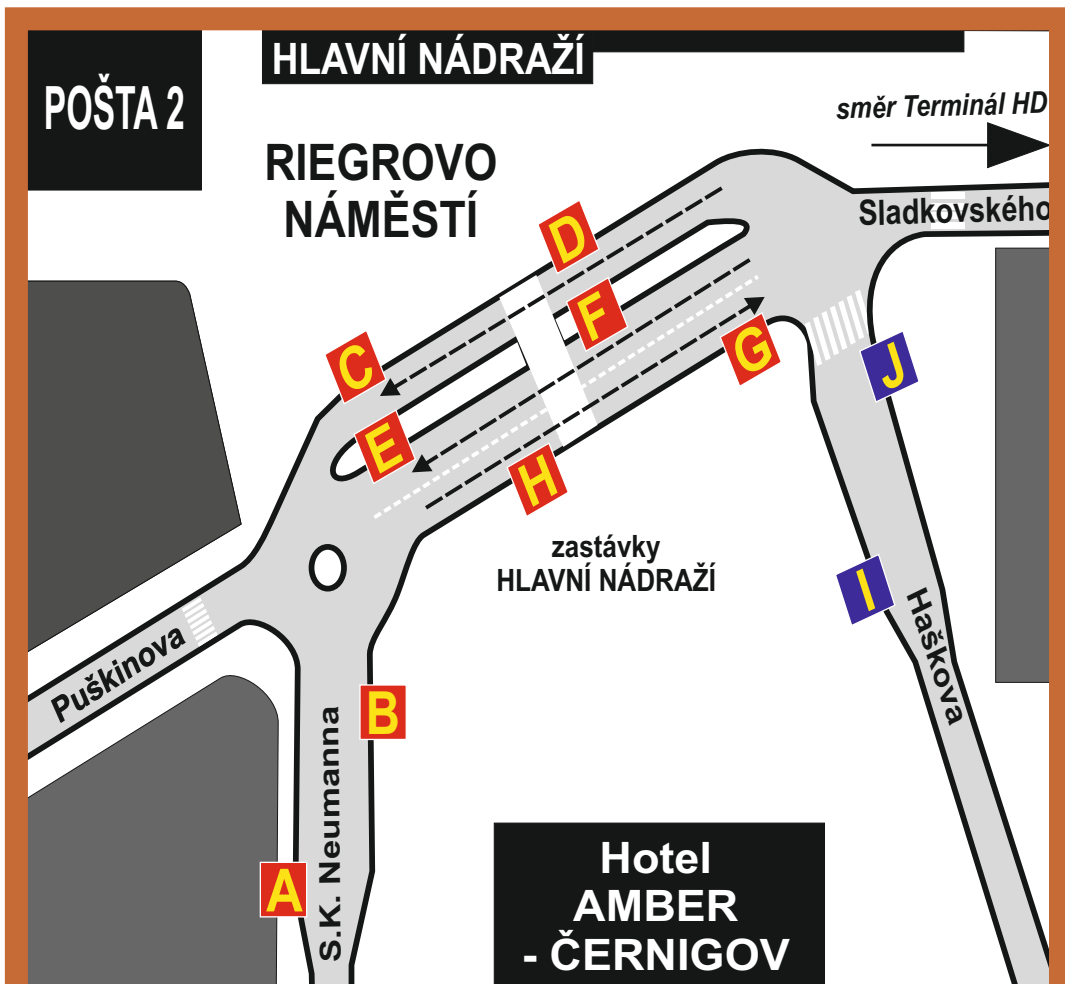 HLAVNÍ NÁDRAŽÍ
POŠTA 2
směr Terminál HD
RIEGROVO
NÁMĚSTÍ
Sladkovského
D
F
C
G
J
E
H
zastávky
HLAVNÍ NÁDRAŽÍ
I
Haškova
Puškinova
B
S.K. Neumanna
A
Hotel
AMBER
- ČERNIGOV